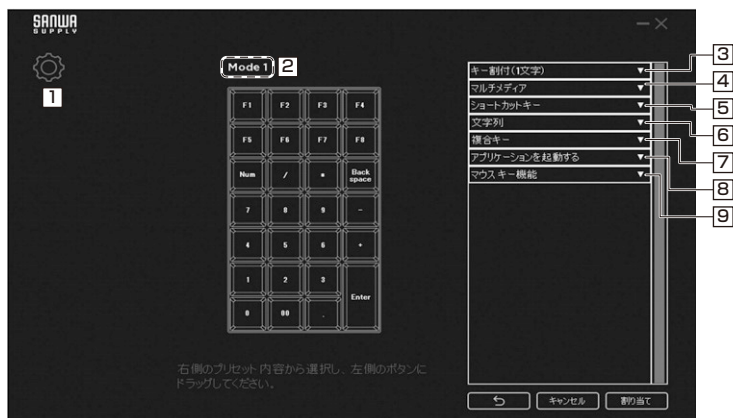 SANWA
SUPPLY
1
Mode 1 2
F1 F2 F3 F4
F5 F6 F7 F8
Num / * Back space
7 8 9 -
4 5 6 +
1 2 3
Enter
0 00 .
キー割付(1文字) ▼ 3
マルチメディア ▼ 4
ショートカットキー ▼ 5
文字列 ▼ 6
複合キー ▼ 7
アプリケーションを起動する ▼ 8
マウスキー機能 ▼ 9
右側のプリセット内容から選択し、左側のボタンに
ドラッグしてください。
キャンセル 割り当て